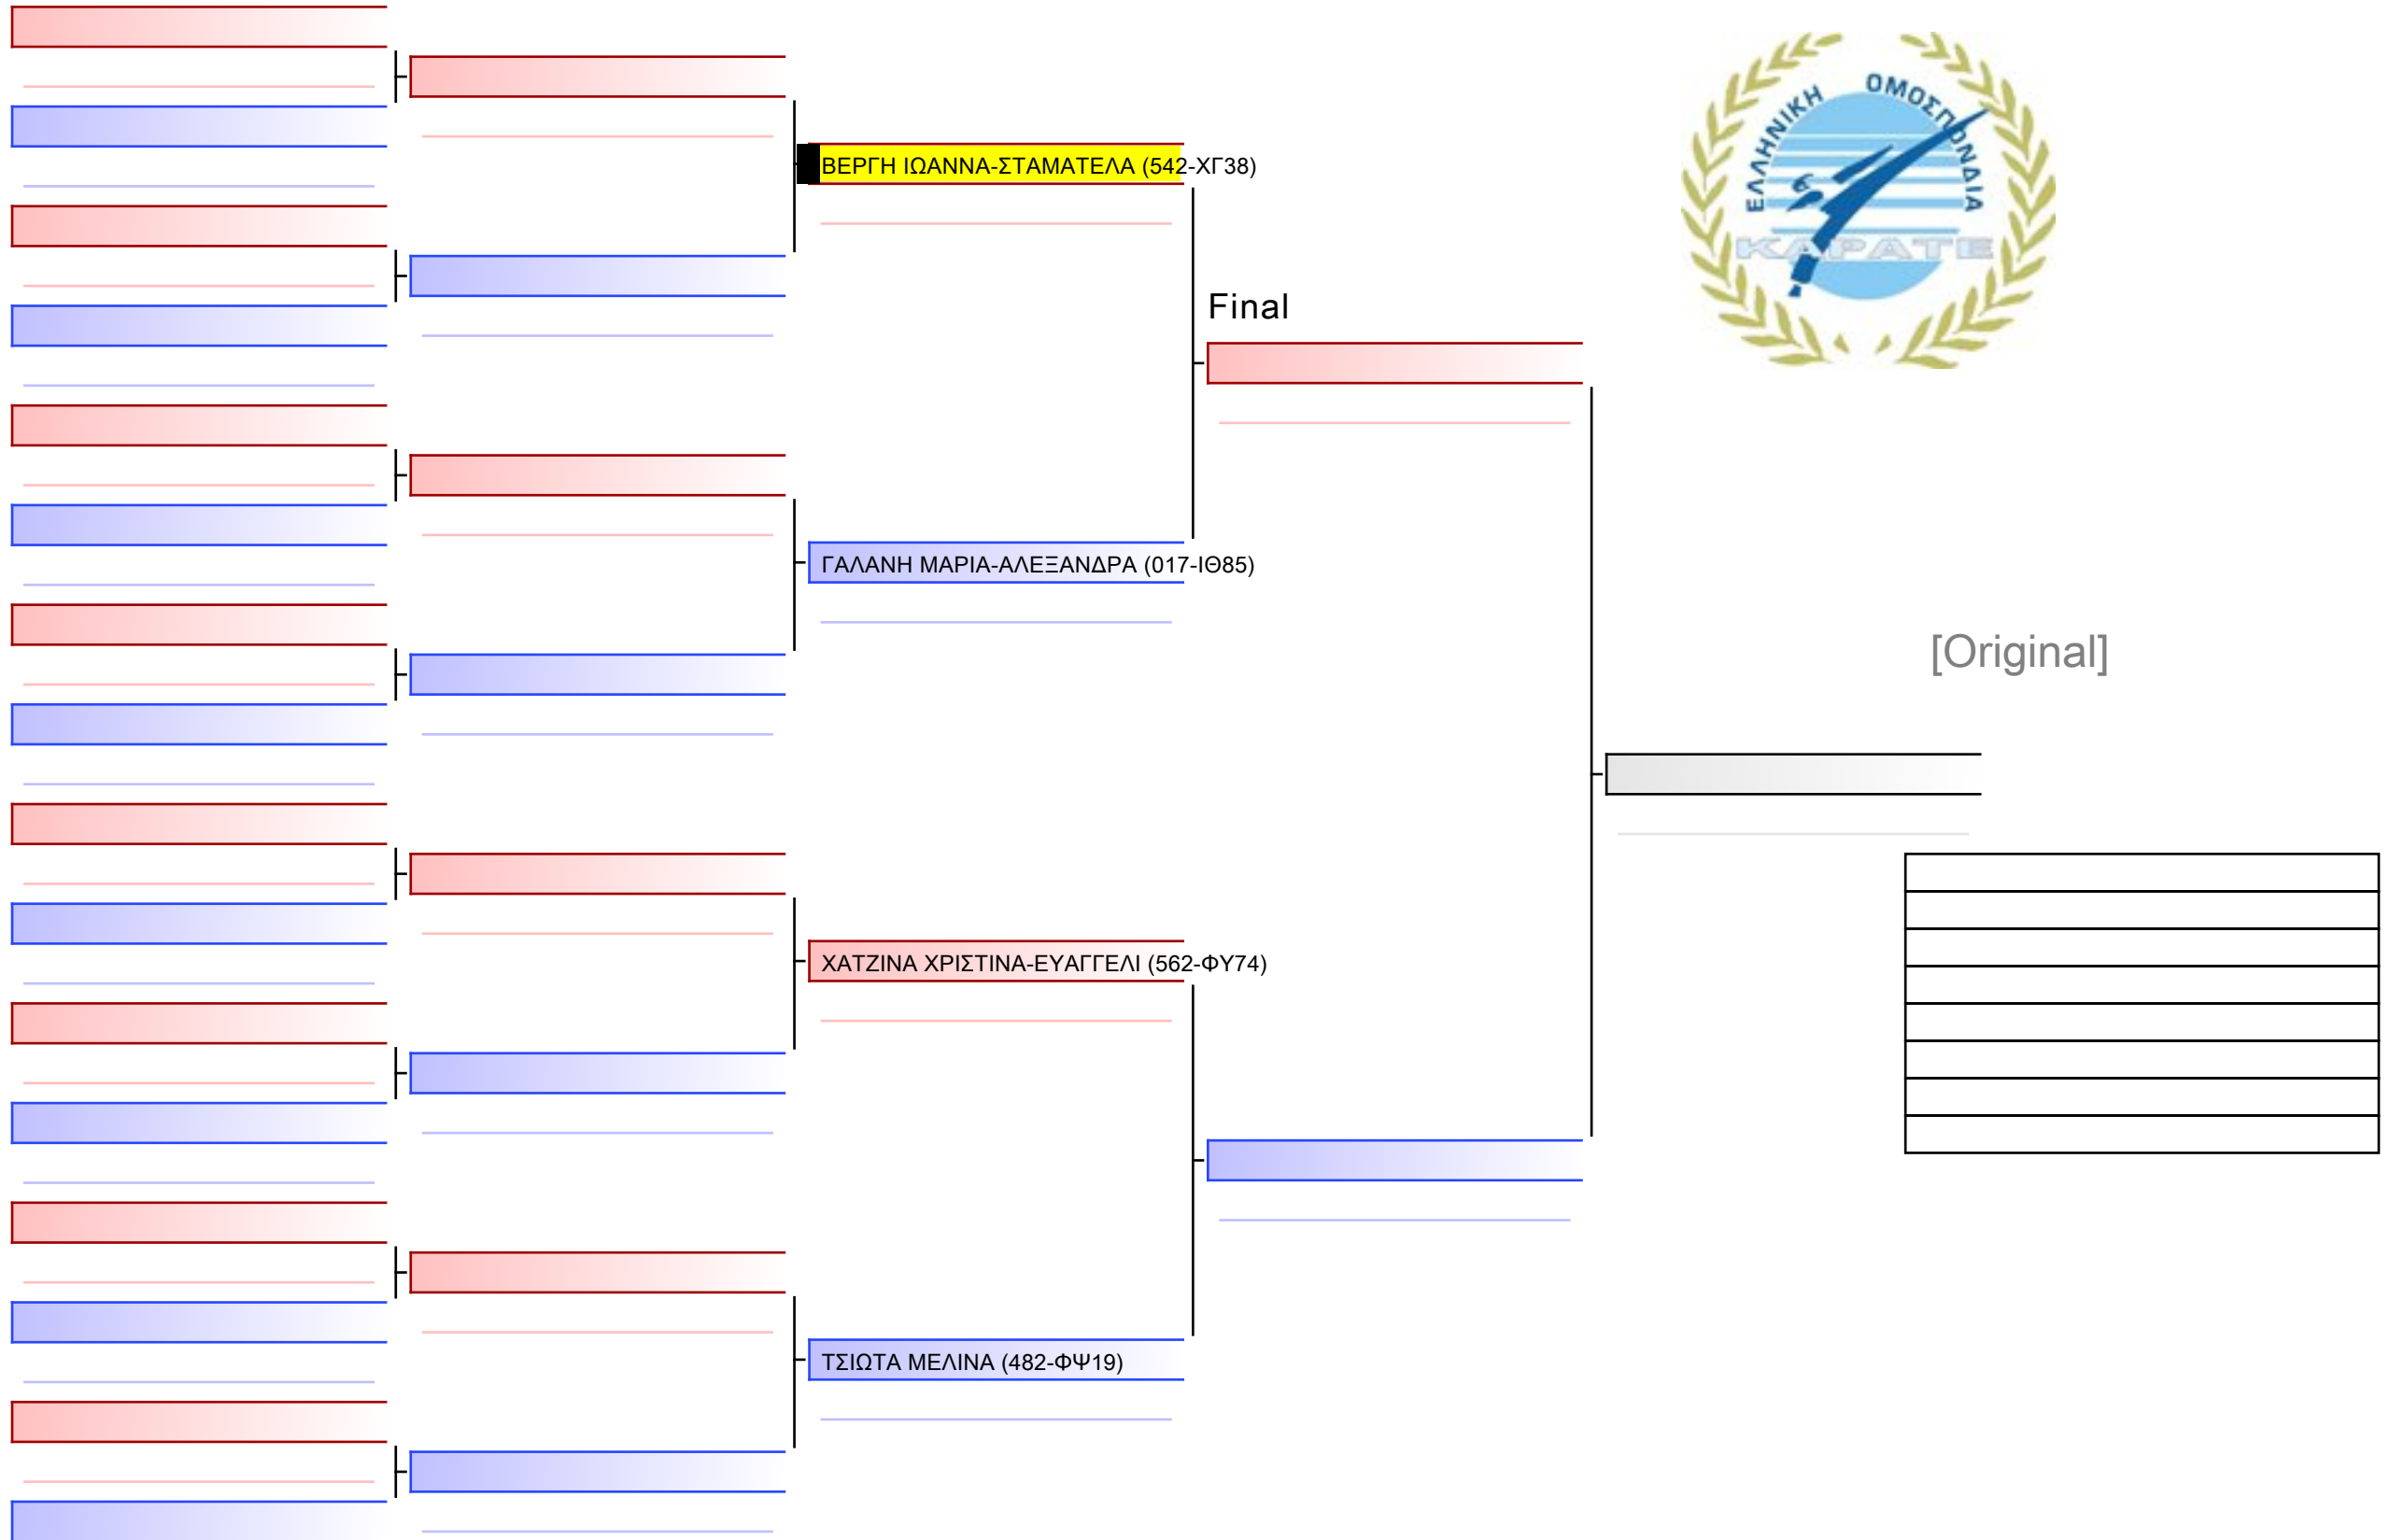 ΕΛΛΗΝΙΚΗ ΟΜΟΣΠΟΝΔΙΑ
ΚΑΡΑΤΕ
ΒΕΡΓΗ ΙΩΑΝΝΑ-ΣΤΑΜΑΤΕΛΑ (542-ΧΓ38)
Final
ΓΑΛΑΝΗ ΜΑΡΙΑ-ΑΛΕΞΑΝΔΡΑ (017-ΙΘ85)
[Original]
ΧΑΤΖΙΝΑ ΧΡΙΣΤΙΝΑ-ΕΥΑΓΓΕΛΙ (562-ΦΥ74)
ΤΣΙΩΤΑ ΜΕΛΙΝΑ (482-ΦΨ19)